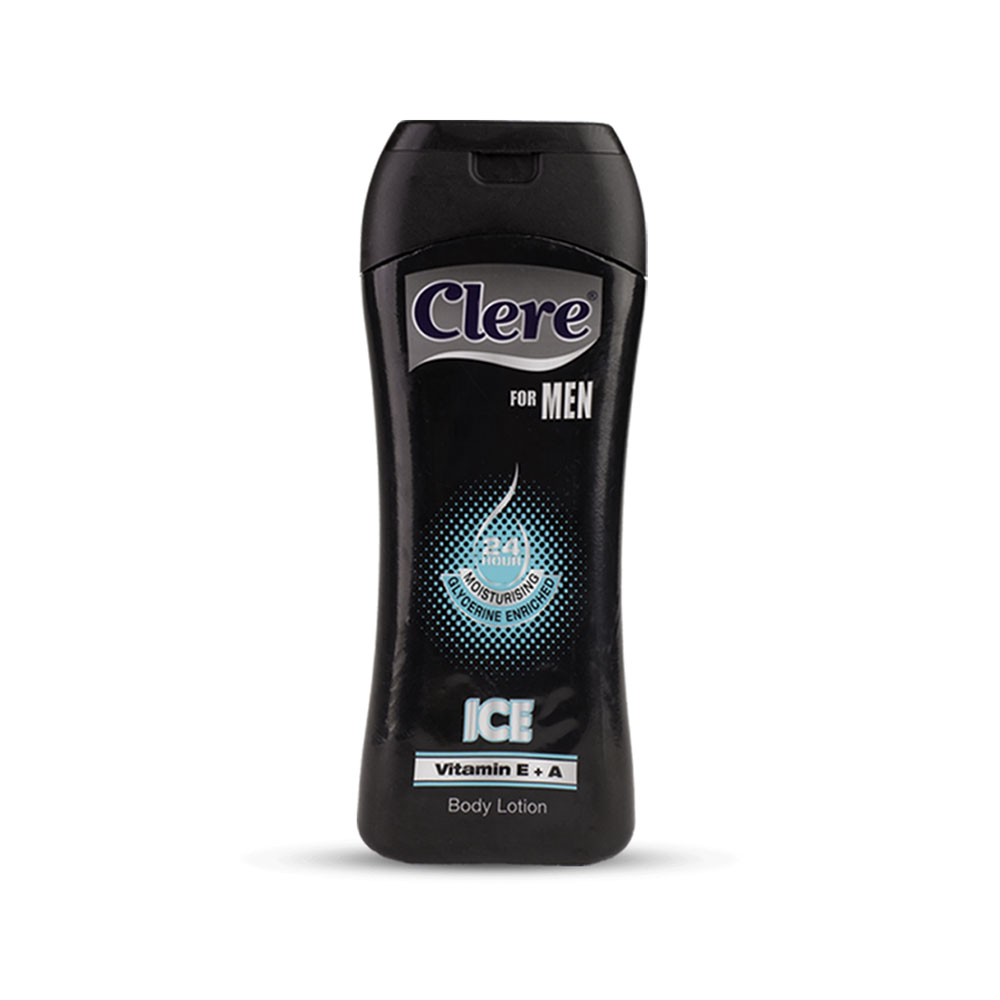 Clere®
FOR MEN
24
HOUR
MOISTURISING
GLYCERINE ENRICHED
ICE
Vitamin E + A
Body Lotion